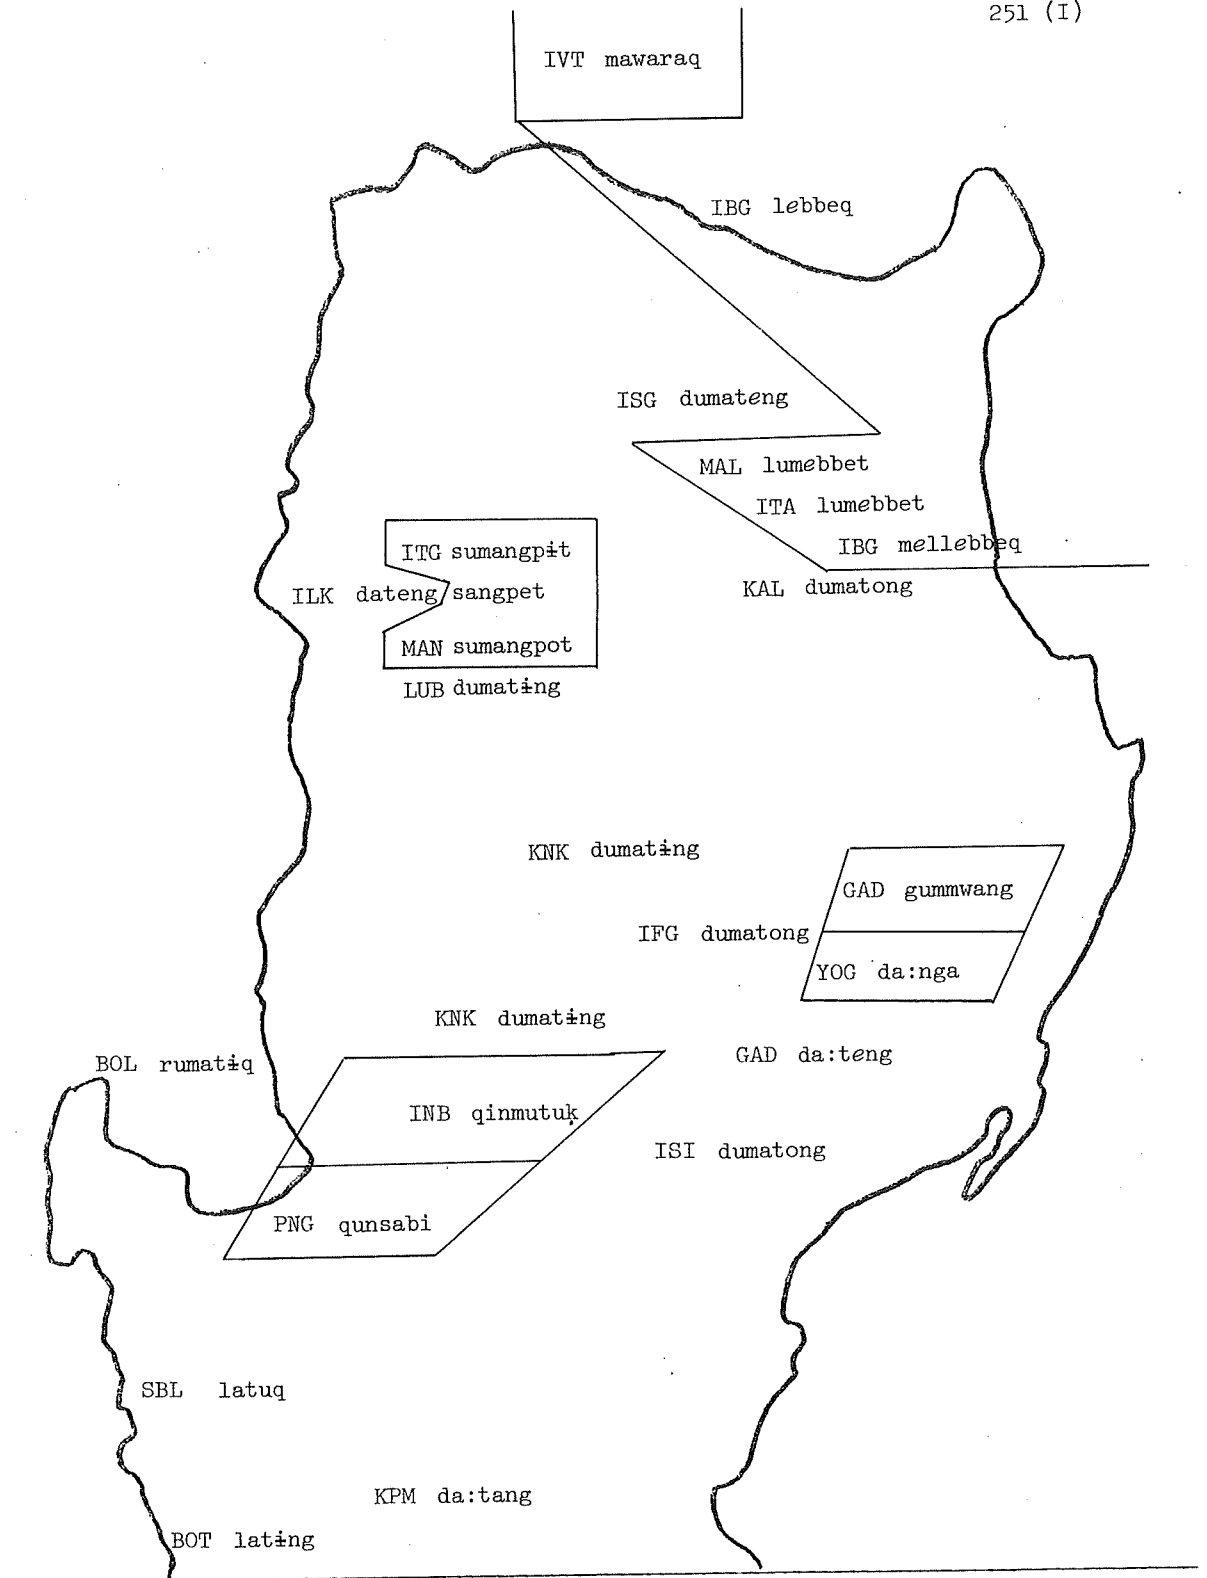 251 (I)
IVT mawaraq
IBG lebbeq
ISG dumateng
MAL lumebbet
ITA lumebbet
IBG mellebbeq
KAL dumatong
ITG sumangpɨt
ILK dateng/sangpet
MAN sumangpot
LUB dumatɨng
KNK dumatɨng
GAD gummwang
IFG dumatong
YOG da:nga
KNK dumatɨng
GAD da:teng
BOL rumatɨq
INB qinmutuk
ISI dumatong
PNG qunsabi
SBL latuq
KPM da:tang
BOT latɨng